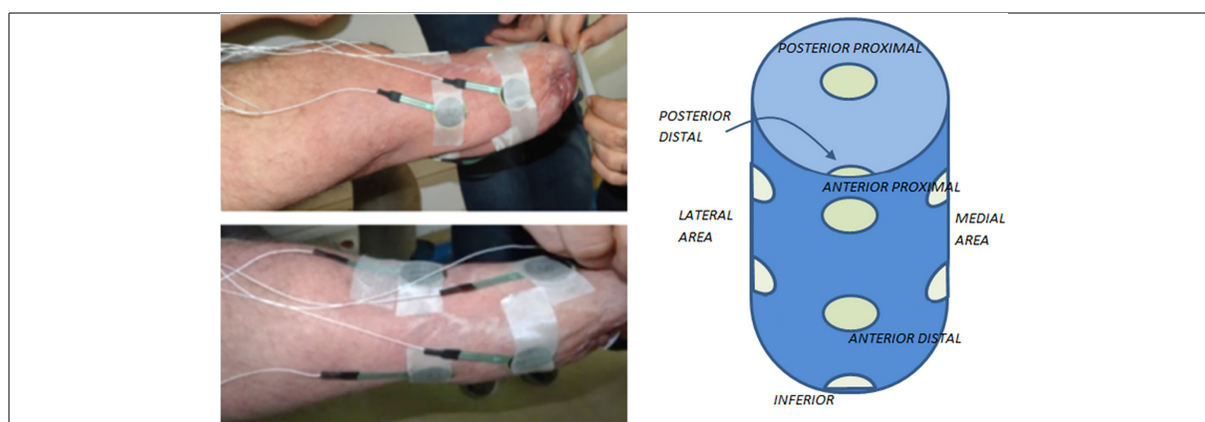 POSTERIOR PROXIMAL
POSTERIOR
DISTAL
ANTERIOR PROXIMAL
LATERAL
AREA
MEDIAL
AREA
ANTERIOR DISTAL
INFERIOR